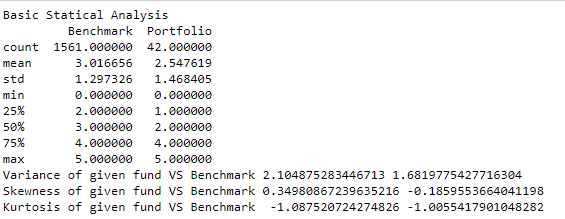 Basic Statical Analysis
Benchmark Portfolio
count 1561.000000 42.000000
mean 3.016656 2.547619
std 1.297326 1.468405
min 0.000000 0.000000
25% 2.000000 1.000000
50% 3.000000 2.000000
75% 4.000000 4.000000
max 5.000000 5.000000
Variance of given fund VS Benchmark 2.104875283446713 1.6819775427716304
Skewness of given fund VS Benchmark 0.34980867239635216 -0.1859553664041198
Kurtosis of given fund VS Benchmark -1.087520724274826 -1.0055417901048282